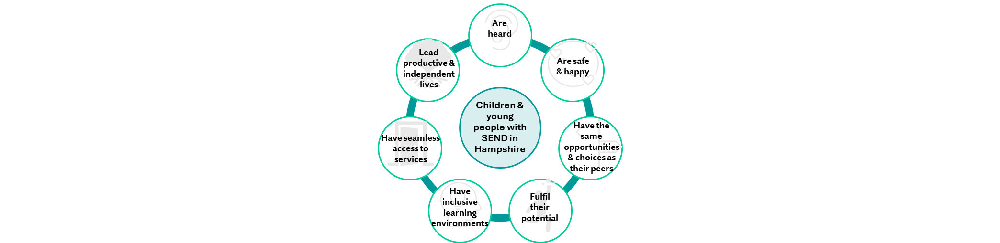 Are
heard
Are safe
& happy
Have the
same
opportunities
& choices as
their peers
Fulfil
their
potential
Have
inclusive
learning
environments
Have seamless
access to
services
Lead
productive &
independent
lives
Children &
young
people with
SEND in
Hampshire